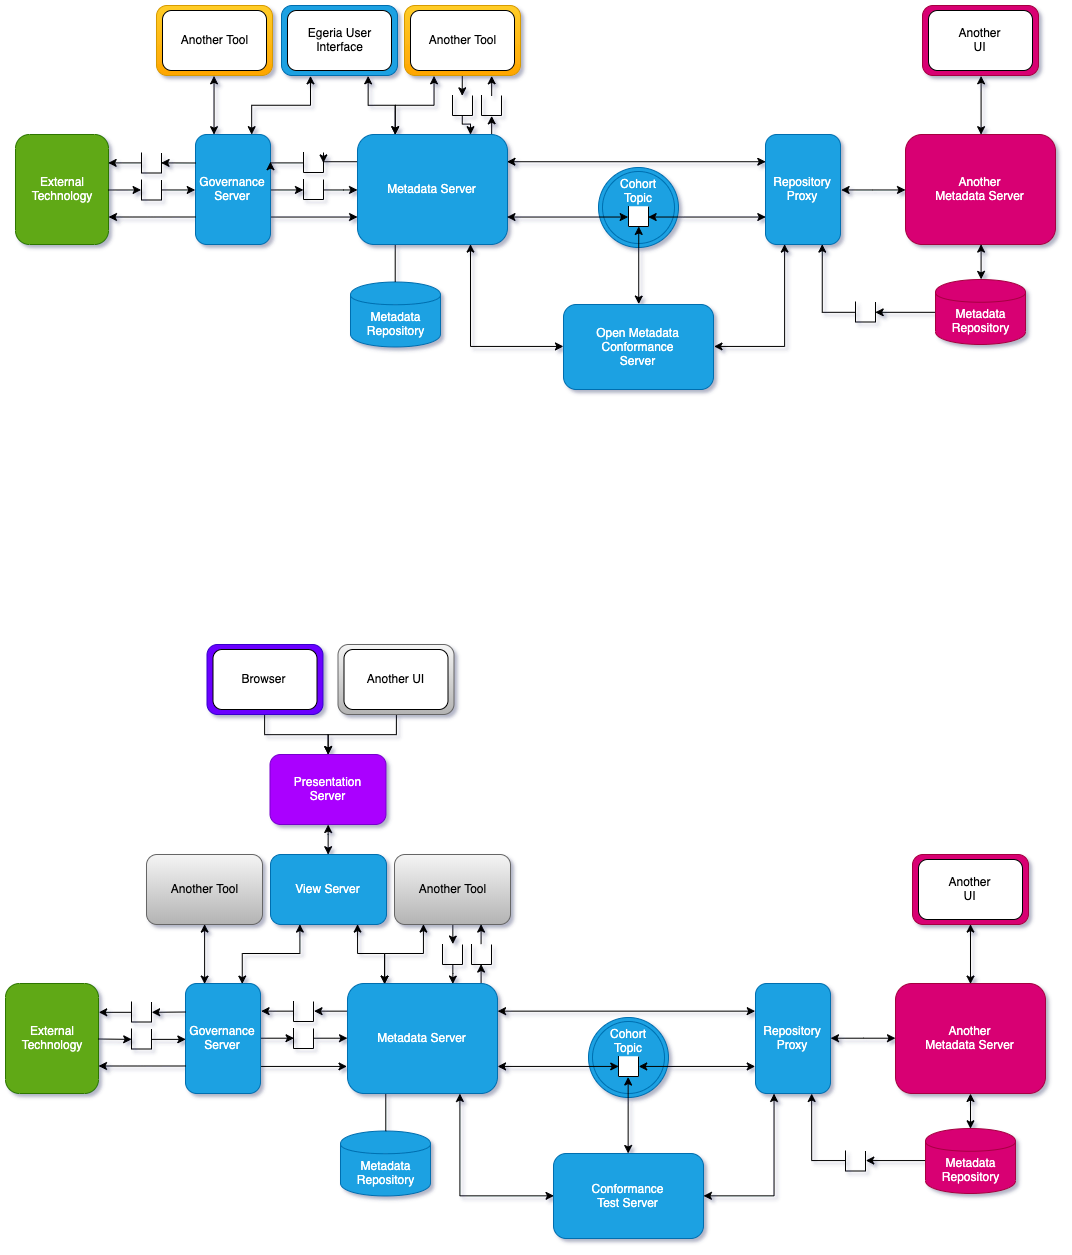 Another Tool
Egeria User
Interface
Another Tool
Another
UI
External
Technology
Governance
Server
Metadata Server
Cohort
Topic
Repository
Proxy
Another
Metadata Server
Metadata
Repository
Open Metadata
Conformance
Server
Metadata
Repository
Browser
Another UI
Presentation
Server
Another Tool
View Server
Another Tool
Another
UI
External
Technology
Governance
Server
Metadata Server
Cohort
Topic
Repository
Proxy
Another
Metadata Server
Metadata
Repository
Conformance
Test Server
Metadata
Repository